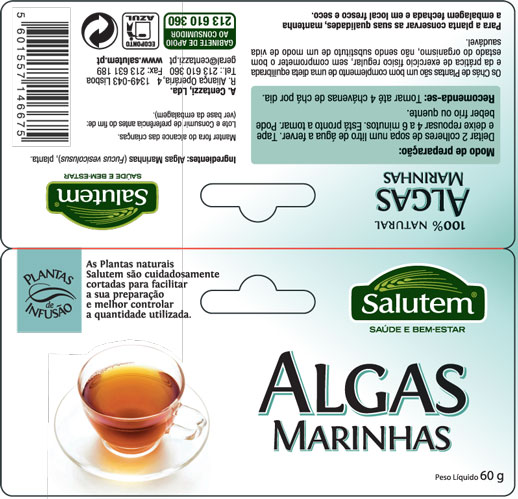 100% NATURAL
ALGAS
MARINHAS
Modo de preparação:
Deitar 2 colheres de sopa num litro de água a ferver. Tape
e deixe repousar 4 a 6 minutos. Está pronto a tomar. Pode
beber frio ou quente.
Recomenda-se: Tomar até 4 chávenas de chá por dia.
Os Chás de Plantas são um bom complemento de uma dieta equilibrada
e da prática de exercício físico regular, sem comprometer o bom
estado do organismo, não sendo substituto de um modo de vida
saudável.
Para a planta conservar as suas qualidades, mantenha
a embalagem fechada e em local fresco e seco.
Salutem
SAÚDE E BEM-ESTAR
Ingredientes: Algas Marinhas (Fucus vesiculosus), planta.
Manter fora do alcance das crianças.
Lote e Consumir de preferência antes do fim de:
(ver base da embalagem).
A. Centazzi, Lda.
R. Aliança Operária, 4 1349-043 Lisboa
Tel.: 213 610 360 Fax: 213 631 899
geral@centazzi.pt www.salutem.pt
GABINETE DE APOIO
AO CONSUMIDOR
213 610 360
ECOPONTO
AZUL
5 601557 146675
PLANTAS
de
INFUSÃO
As Plantas naturais
Salutem são cuidadosamente
cortadas para facilitar
a sua preparação
e melhor controlar
a quantidade utilizada.
Salutem®
SAÚDE E BEM-ESTAR
ALGAS
MARINHAS
Peso Líquido 60 g